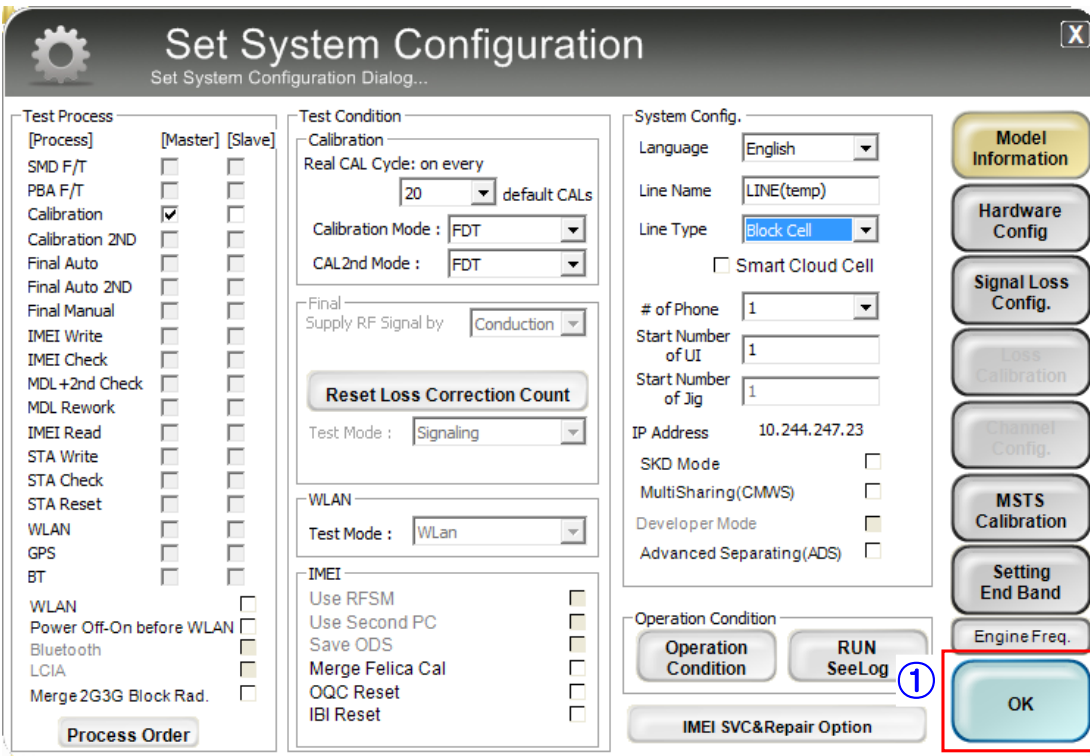 Set System Configuration
X
Set System Configuration Dialog...
Test Process
[Process] [Master] [Slave]
SMD F/T
PBA F/T
Calibration
Calibration 2ND
Final Auto
Final Auto 2ND
Final Manual
IMEI Write
IMEI Check
MDL+2nd Check
MDL Rework
IMEI Read
STA Write
STA Check
STA Reset
WLAN
GPS
BT
WLAN
Power Off-On before WLAN
Bluetooth
LCIA
Merge 2G3G Block Rad.
Process Order
Test Condition
Calibration
Real CAL Cycle: on every
20 default CALs
Calibration Mode : FDT
CAL2nd Mode : FDT
Final
Supply RF Signal by Conduction
Reset Loss Correction Count
Test Mode : Signaling
WLAN
Test Mode : WLan
IMEI
Use RFSM
Use Second PC
Save ODS
Merge Felica Cal
OQC Reset
IBI Reset
System Config.
Language English
Line Name LINE(temp)
Line Type Block Cell
Smart Cloud Cell
# of Phone 1
Start Number
of UI 1
Start Number
of Jig 1
IP Address 10.244.247.23
SKD Mode
MultiSharing(CMWS)
Developer Mode
Advanced Separating(ADS)
Operation Condition
Operation
Condition
RUN
SeeLog
IMEI SVC&Repair Option
Model
Information
Hardware
Config
Signal Loss
Config.
Loss
Calibration
Channel
Config.
MSTS
Calibration
Setting
End Band
Engine Freq.
①
OK